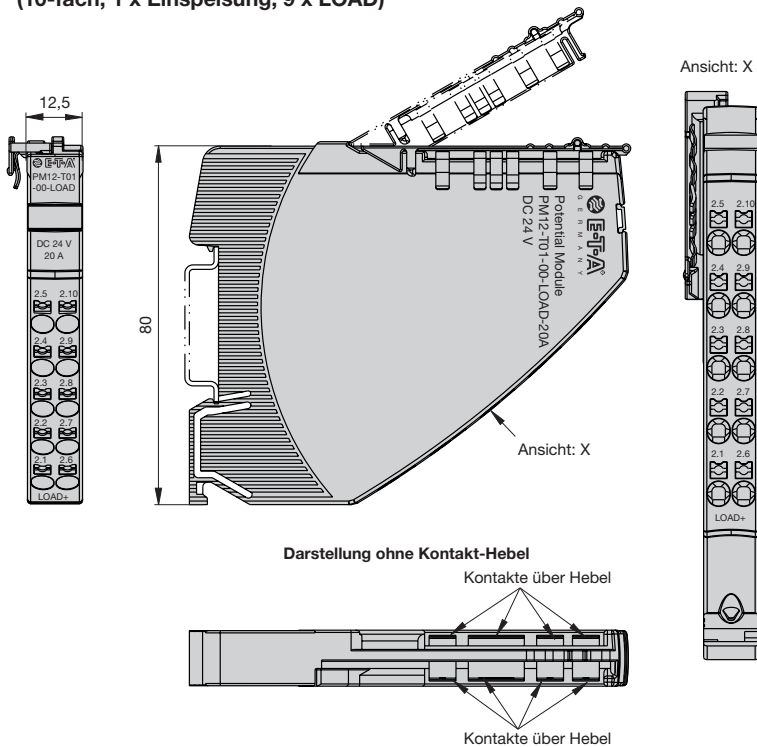 (10-fach, 1 x Einspeisung, 9 x LOAD)
Ansicht: X
12,5
E-T-A
PM12-T01
-00-LOAD
DC 24 V
20 A
2.5 2.10
2.4 2.9
2.3 2.8
2.2 2.7
2.1 2.6
LOAD+
80
E-T-A®
GERMANY
Potential Module
PM12-T01-00-LOAD-20A
DC 24 V
Ansicht: X
2.5 2.10
2.4 2.9
2.3 2.8
2.2 2.7
2.1 2.6
LOAD+
Darstellung ohne Kontakt-Hebel
Kontakte über Hebel
Kontakte über Hebel